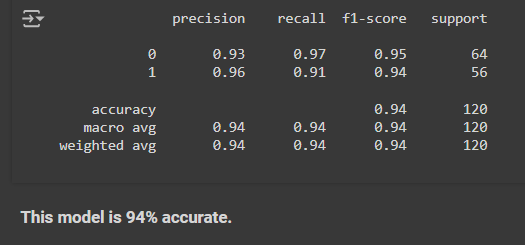 precision recall f1-score support
0 0.93 0.97 0.95 64
1 0.96 0.91 0.94 56
accuracy 0.94 120
macro avg 0.94 0.94 0.94 120
weighted avg 0.94 0.94 0.94 120
This model is 94% accurate.